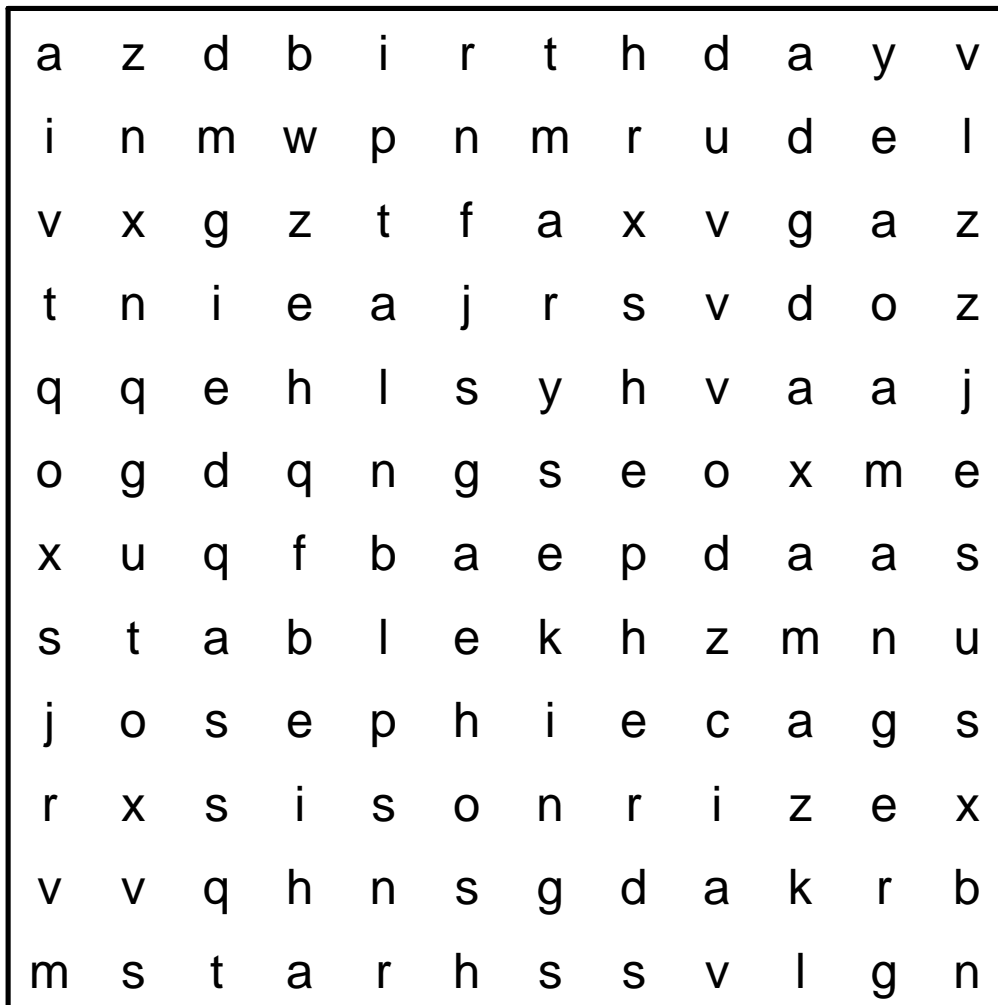 a z d b i r t h d a y v
i n m w p n m r u d e l
v x g z t f a x v g a z
t n i e a j r s v d o z
q q e h l s y h v a a j
o g d q n g s e o x m e
x u q f b a e p d a a s
s t a b l e k h z m n u
j o s e p h i e c a g s
r x s i s o n r i z e x
v v q h n s g d a k r b
m s t a r h s s v l g n